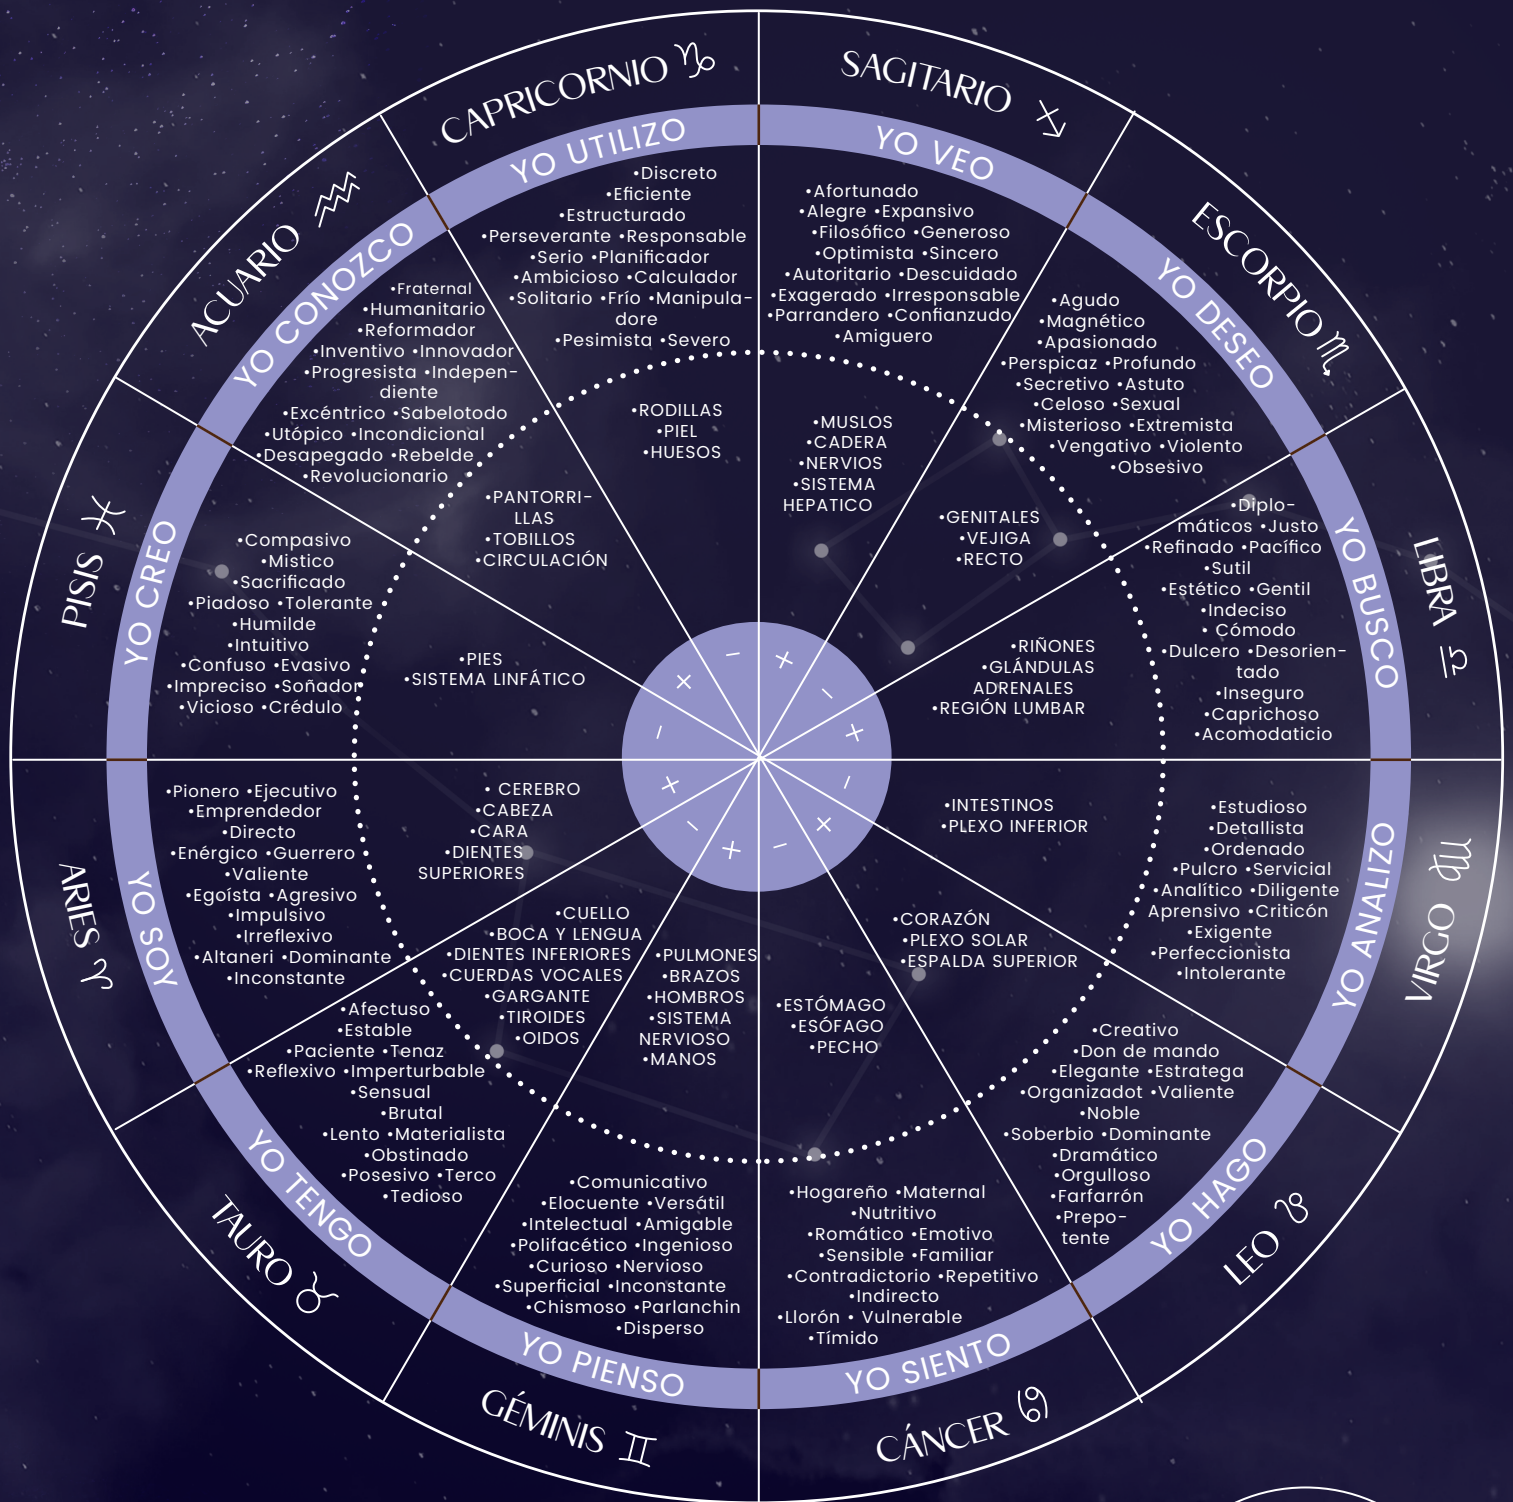 CAPRICORNIO
YO UTILIZO
•Discreto
•Eficiente
•Estructurado
•Perseverante •Responsable
•Serio •Planificador
•Ambicioso •Calculador
•Solitario •Frío •Manipula-
dore
•Pesimista •Severo
•RODILLAS
•PIEL
•HUESOS
SAGITARIO
YO VEO
•Afortunado
•Alegre •Expansivo
•Filosófico •Generoso
•Optimista •Sincero
•Autoritario •Descuidado
•Exagerado •Irresponsable
•Parrandero •Confianzudo
•Amiguero
•MUSLOS
•CADERA
•NERVIOS
•SISTEMA
HEPATICO
ESCORPIO
YO DESEO
•Agudo
•Magnético
•Apasionado
•Perspicaz •Profundo
•Secretivo •Astuto
•Celoso •Sexual
•Misterioso •Extremista
•Vengativo •Violento
•Obsesivo
•GENITALES
•VEJIGA
•RECTO
LIBRA
YO BUSCO
•Diplo-
máticos •Justo
•Refinado •Pacífico
•Sutil
•Estético •Gentil
•Indeciso
• Cómodo
•Dulcero •Desorien-
tado
•Inseguro
•Caprichoso
•Acomodaticio
•RIÑONES
•GLÁNDULAS
ADRENALES
•REGIÓN LUMBAR
VIRGO
YO ANALIZO
•Estudioso
•Detallista
•Ordenado
•Pulcro •Servicial
•Analítico •Diligente
Aprensivo •Criticón
•Exigente
•Perfeccionista
•Intolerante
•INTESTINOS
•PLEXO INFERIOR
LEO
YO HAGO
•Creativo
•Don de mando
•Elegante •Estratega
•Organizadot •Valiente
•Noble
•Soberbio •Dominante
•Dramático
•Orgulloso
•Farfarrón
•Prepo-
tente
•CORAZÓN
•PLEXO SOLAR
•ESPALDA SUPERIOR
CÁNCER
YO SIENTO
•Hogareño •Maternal
•Nutritivo
•Romático •Emotivo
•Sensible •Familiar
•Contradictorio •Repetitivo
•Indirecto
•Llorón • Vulnerable
•Tímido
•ESTÓMAGO
•ESÓFAGO
•PECHO
GÉMINIS
YO PIENSO
•Comunicativo
•Elocuente •Versátil
•Intelectual •Amigable
•Polifacético •Ingenioso
•Curioso •Nervioso
•Superficial •Inconstante
•Chismoso •Parlanchin
•Disperso
•PULMONES
•BRAZOS
•HOMBROS
•SISTEMA
NERVIOSO
•MANOS
TAURO
YO TENGO
•Afectuso
•Estable
•Paciente •Tenaz
•Reflexivo •Imperturbable
•Sensual
•Brutal
•Lento •Materialista
•Obstinado
•Posesivo •Terco
•Tedioso
•CUELLO
•BOCA Y LENGUA
•DIENTES INFERIORES
•CUERDAS VOCALES
•GARGANTE
•TIROIDES
•OIDOS
ARIES
YO SOY
•Pionero •Ejecutivo
•Emprendedor
•Directo
•Enérgico •Guerrero
•Valiente
•Egoísta •Agresivo
•Impulsivo
•Irreflexivo
•Altaneri •Dominante
•Inconstante
• CEREBRO
•CABEZA
•CARA
•DIENTES
SUPERIORES
PISIS
YO CREO
•Compasivo
•Mistico
•Sacrificado
•Piadoso •Tolerante
•Humilde
•Intuitivo
•Confuso •Evasivo
•Impreciso •Soñador
•Vicioso •Crédulo
•PIES
•SISTEMA LINFÁTICO
ACUARIO
YO CONOZCO
•Fraternal
•Humanitario
•Reformador
•Inventivo •Innovador
•Progresista •Indepen-
diente
•Excéntrico •Sabelotodo
•Utópico •Incondicional
•Desapegado •Rebelde
•Revolucionario
•PANTORRI-
LLAS
•TOBILLOS
•CIRCULACIÓN